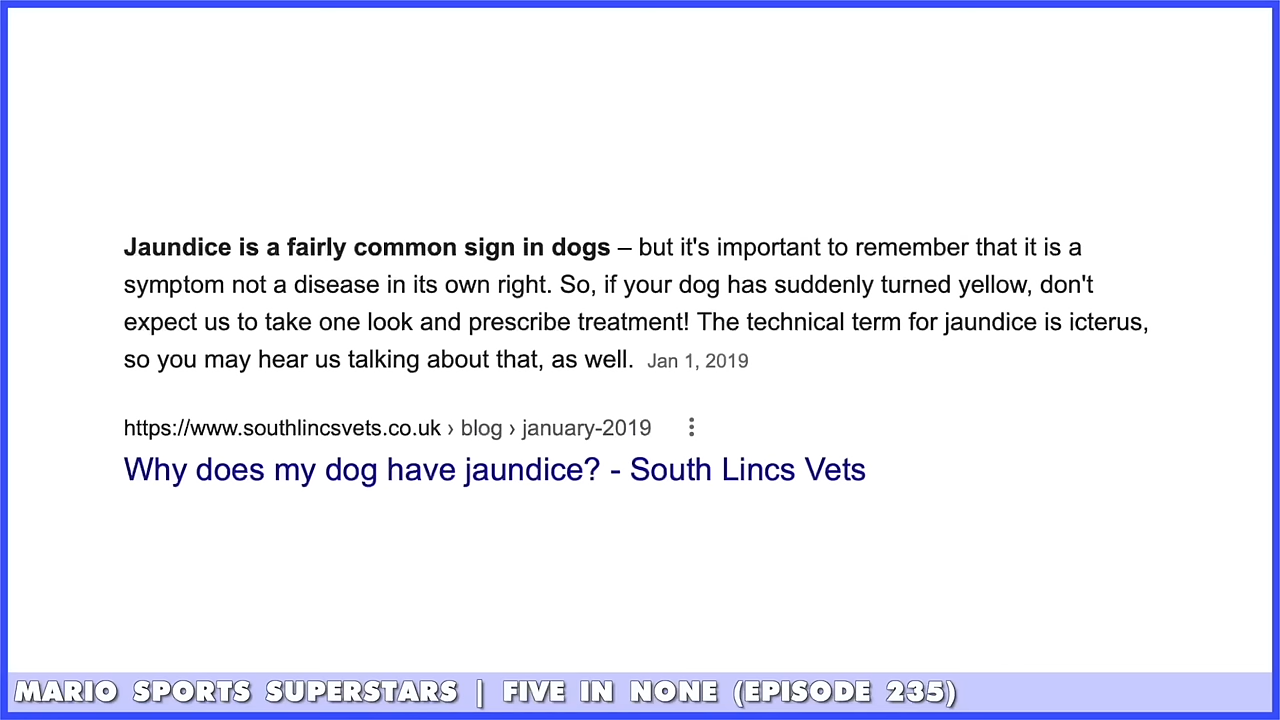 Jaundice is a fairly common sign in dogs – but it's important to remember that it is a
symptom not a disease in its own right. So, if your dog has suddenly turned yellow, don't
expect us to take one look and prescribe treatment! The technical term for jaundice is icterus,
so you may hear us talking about that, as well. Jan 1, 2019
https://www.southlincsvets.co.uk › blog › january-2019
Why does my dog have jaundice? - South Lincs Vets
MARIO SPORTS SUPERSTARS | FIVE IN NONE (EPISODE 235)